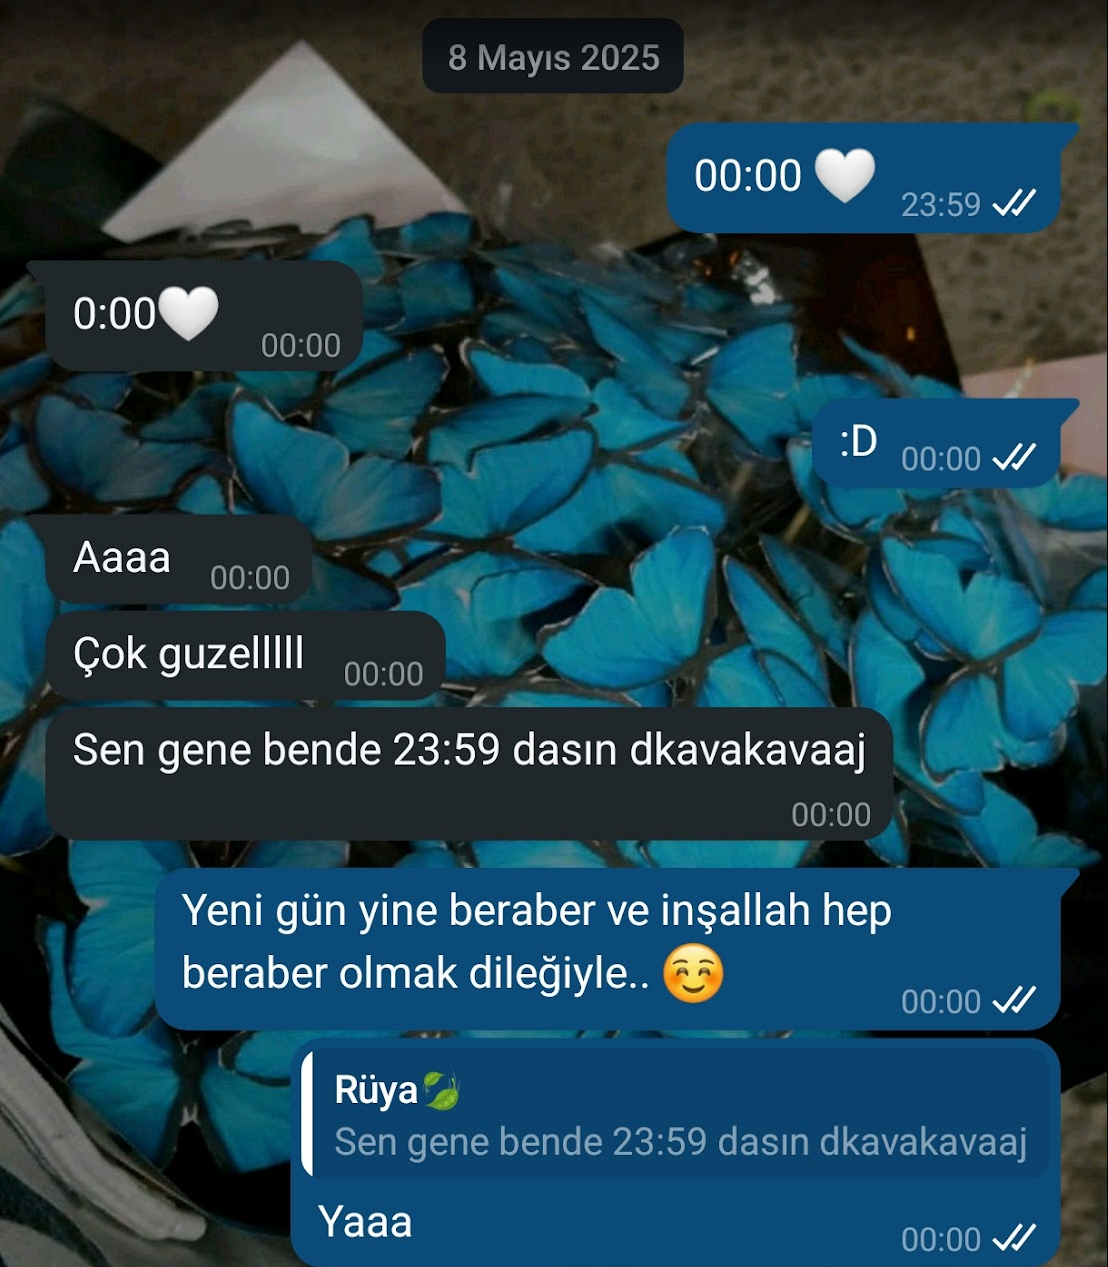 8 Mayıs 2025
00:00 🤍 23:59
0:00🤍 00:00
:D 00:00
Aaaa 00:00
Çok guzelllll 00:00
Sen gene bende 23:59 dasın dkavakavaaj
00:00
Yeni gün yine beraber ve inşallah hep
beraber olmak dileğiyle.. ☺️ 00:00
Rüya🍃
Sen gene bende 23:59 dasın dkavakavaaj
Yaaa 00:00